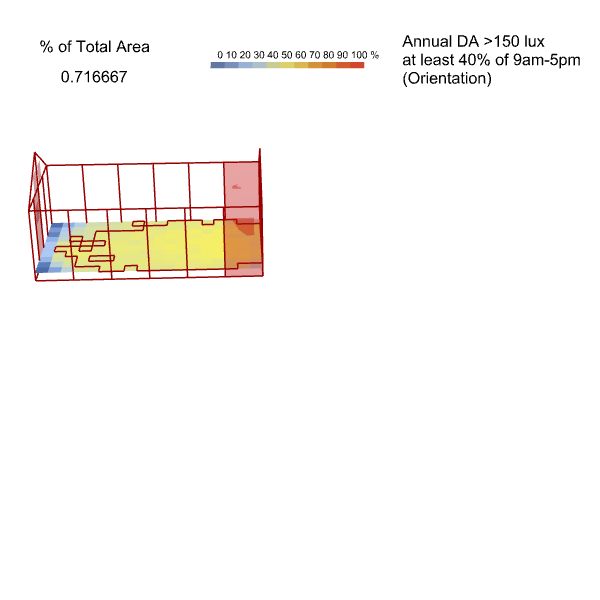 % of Total Area
0.716667
0 10 20 30 40 50 60 70 80 90 100 %
Annual DA >150 lux
at least 40% of 9am-5pm
(Orientation)